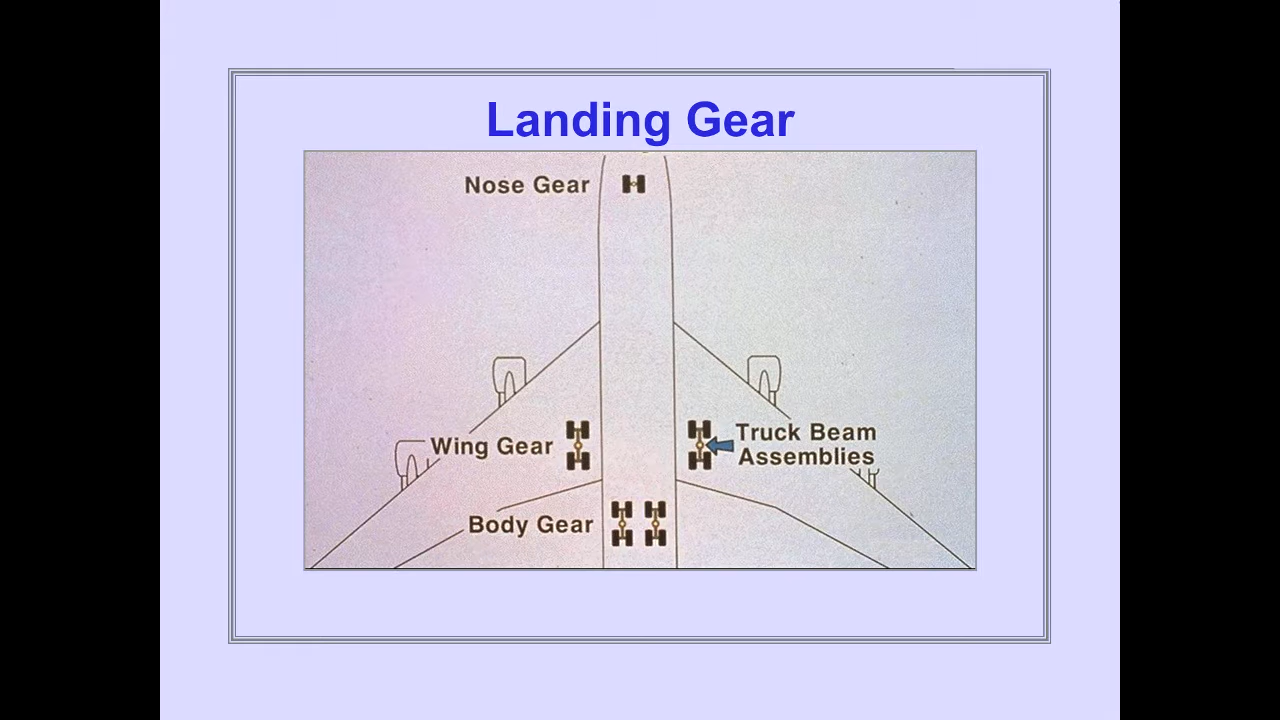 Landing Gear
Nose Gear
Wing Gear
Truck Beam
Assemblies
Body Gear